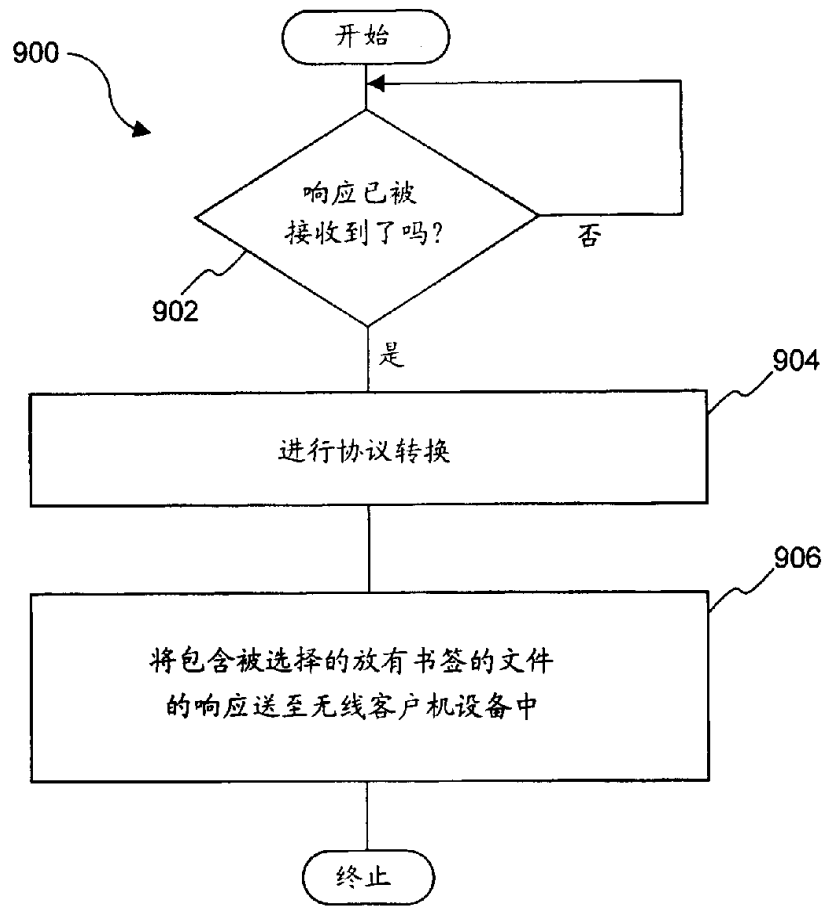 开始
900
响应已被
接收到了吗?
否
902
是
904
进行协议转换
906
将包含被选择的放有书签的文件
的响应送至无线客户机设备中
终止